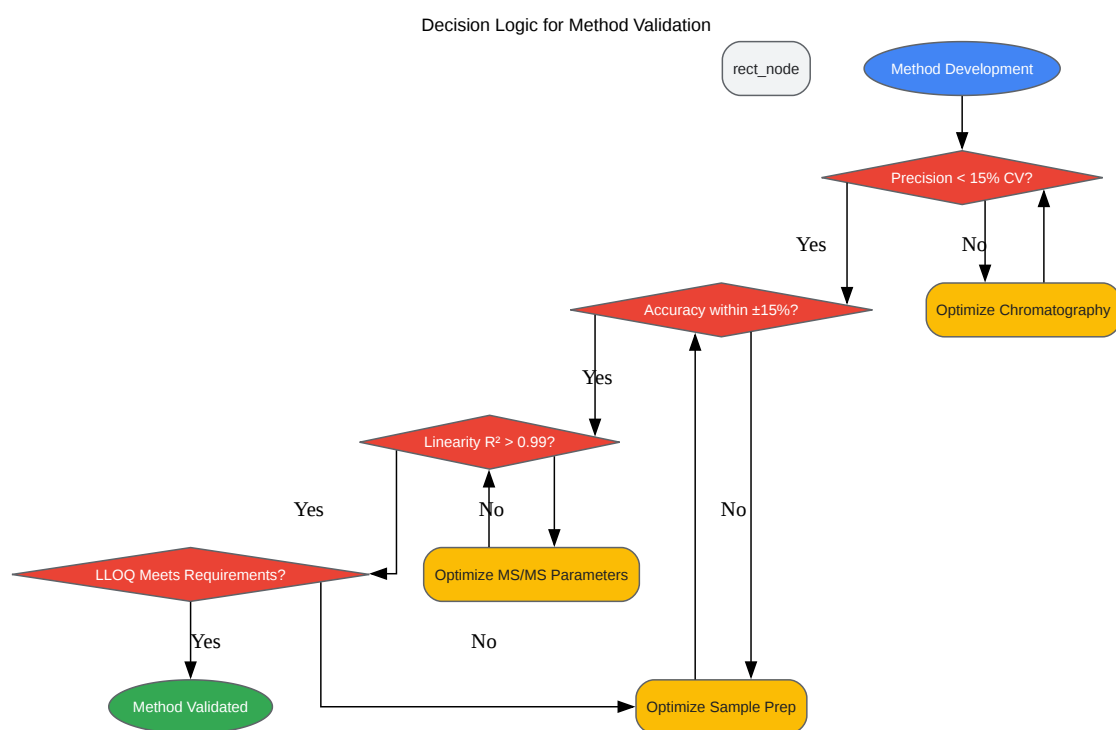 Decision Logic for Method Validation
rect_node
Method Development
Precision < 15% CV?
Yes
No
Accuracy within ±15%?
Optimize Chromatography
Yes
Linearity R² > 0.99?
Yes
No
No
LLOQ Meets Requirements?
Optimize MS/MS Parameters
Yes
No
Method Validated
Optimize Sample Prep